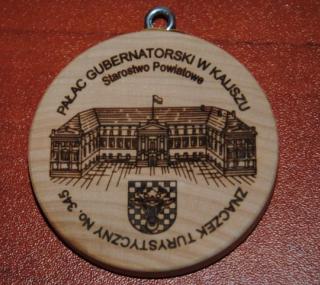 PAŁAC GUBERNATORSKI W KALISZU
Starostwo Powiatowe
ZNACZEK TURYSTYCZNY No. 345